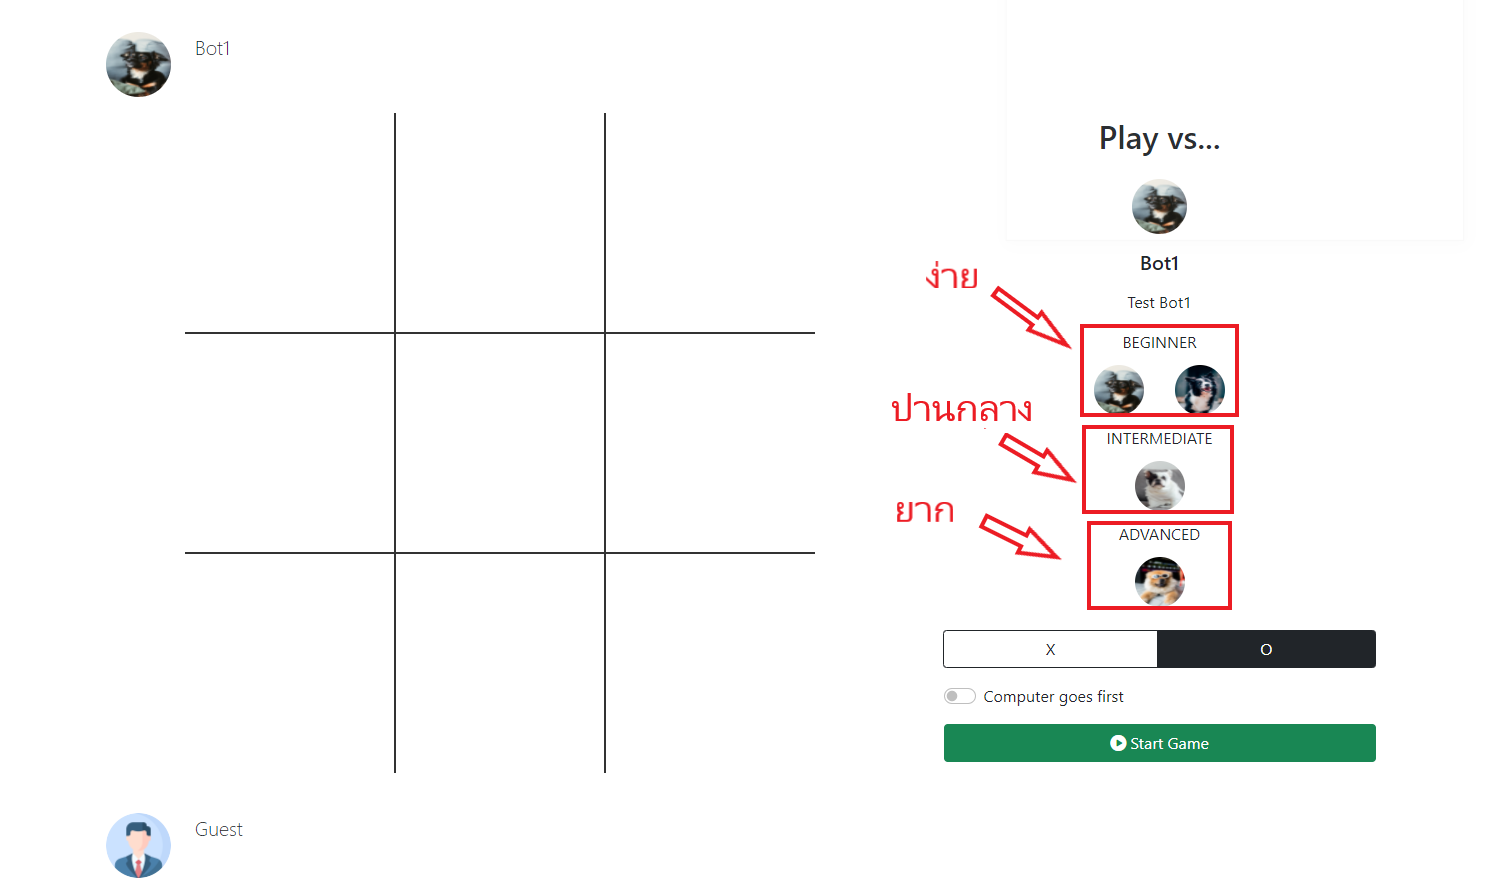 Bot1
Play vs...
Bot1
ง่าย
Test Bot1
BEGINNER
ปานกลาง
INTERMEDIATE
ยาก
ADVANCED
X
O
Computer goes first
Start Game
Guest